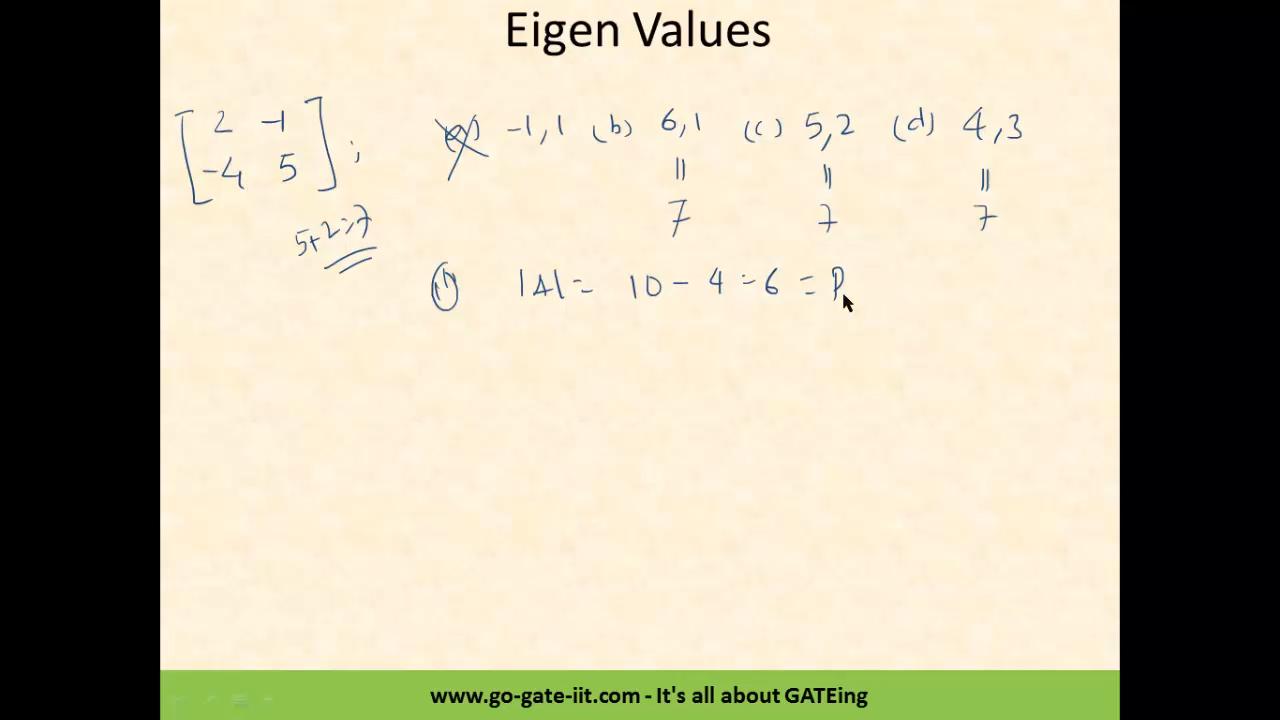 Eigen Values
[2 -1
-4 5] ; (a) -1,1 (b) 6,1 (c) 5,2 (d) 4,3
= 7 = 7 = 7
5+2=7
(1) |A| = 10 - 4 = 6 = P
www.go-gate-iit.com - It's all about GATEing